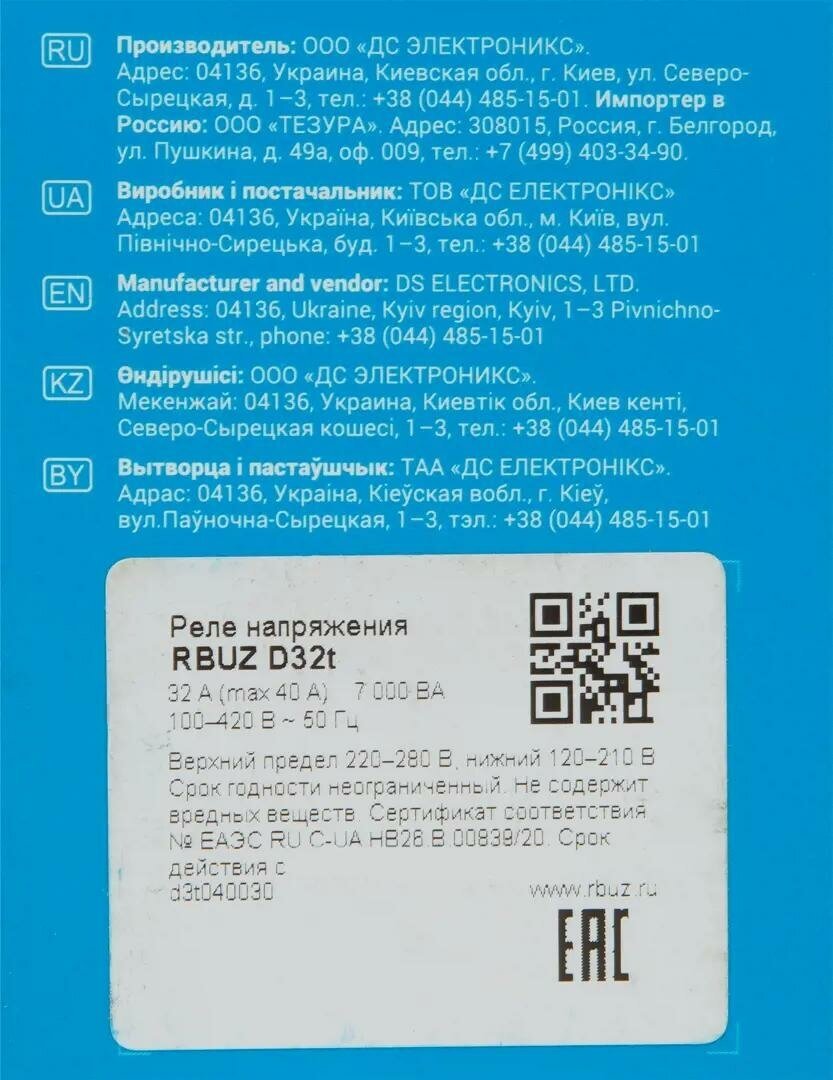 RU
Производитель: ООО «ДС ЭЛЕКТРОНИКС».
Адрес: 04136, Украина, Киевская обл., г. Киев, ул. Северо-
Сырецкая, д. 1–3, тел.: +38 (044) 485-15-01. Импортер в
Россию: ООО «ТЕЗУРА». Адрес: 308015, Россия, г. Белгород,
ул. Пушкина, д. 49а, оф. 009, тел.: +7 (499) 403-34-90.
UA
Виробник і постачальник: ТОВ «ДС ЕЛЕКТРОНІКС»
Адреса: 04136, Україна, Київська обл., м. Київ, вул.
Північно-Сирецька, буд. 1–3, тел.: +38 (044) 485-15-01
EN
Manufacturer and vendor: DS ELECTRONICS, LTD.
Address: 04136, Ukraine, Kyiv region, Kyiv, 1–3 Pivnichno-
Syretska str., phone: +38 (044) 485-15-01
KZ
Өндірушісі: ООО «ДС ЭЛЕКТРОНИКС».
Мекенжай: 04136, Украина, Киевтік обл., Киев кенті,
Северо-Сырецкая кошесі, 1–3, тел.: +38 (044) 485-15-01
BY
Вытворца і пастаўшчык: ТАА «ДС ЕЛЕКТРОНІКС».
Адрас: 04136, Украіна, Кіеўская вобл., г. Кіеў,
вул.Паўночна-Сырецкая, 1–3, тэл.: +38 (044) 485-15-01
Реле напряжения
RBUZ D32t
32 А (max 40 А) 7 000 ВА
100–420 В ~ 50 Гц
Верхний предел 220–280 В, нижний 120–210 В
Срок годности неограниченный. Не содержит
вредных веществ. Сертификат соответствия
№ ЕАЭС RU С-UA.НВ26.В.00839/20. Срок
действия с
d3t040030
www.rbuz.ru
EAC